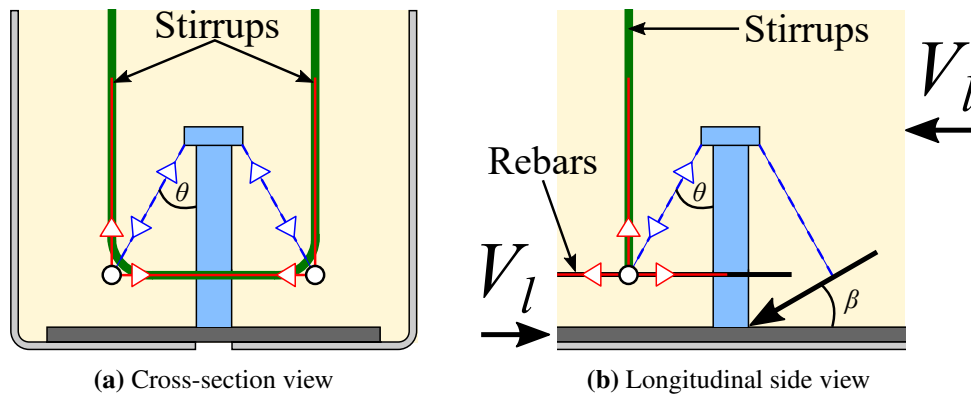 Stirrups
θ
(a) Cross-section view
Stirrups
V_l
Rebars
θ
V_l
β
(b) Longitudinal side view